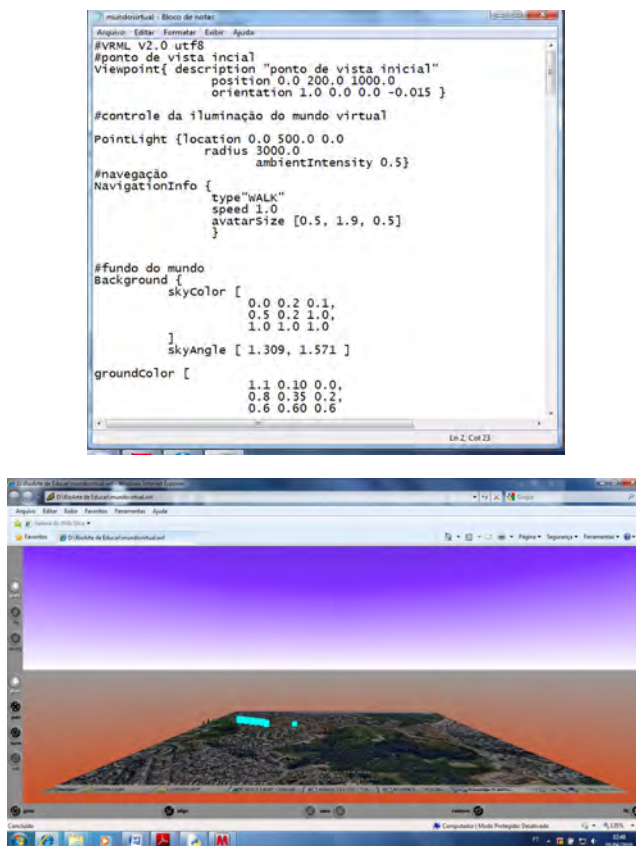 mundovirtual - Bloco de notas
Arquivo Editar Formatar Exibir Ajuda
#VRML V2.0 utf8
#ponto de vista incial
Viewpoint{ description "ponto de vista inicial"
position 0.0 200.0 1000.0
orientation 1.0 0.0 0.0 -0.015 }
#controle da iluminação do mundo virtual
PointLight {location 0.0 500.0 0.0
radius 3000.0
ambientIntensity 0.5}
#navegação
NavigationInfo {
type"WALK"
speed 1.0
avatarSize [0.5, 1.9, 0.5]
}
#fundo do mundo
Background {
skyColor [
0.0 0.2 0.1,
0.5 0.2 1.0,
1.0 1.0 1.0
]
skyAngle [ 1.309, 1.571 ]
groundColor [
1.1 0.10 0.0,
0.8 0.35 0.2,
0.6 0.60 0.6
Ln 2, Col 23
Arquivo Editar Exibir Favoritos Ferramentas Ajuda
Favoritos
Página Segurança Ferramentas
Concluído
Computador | Modo Protegido: Desativado
PT